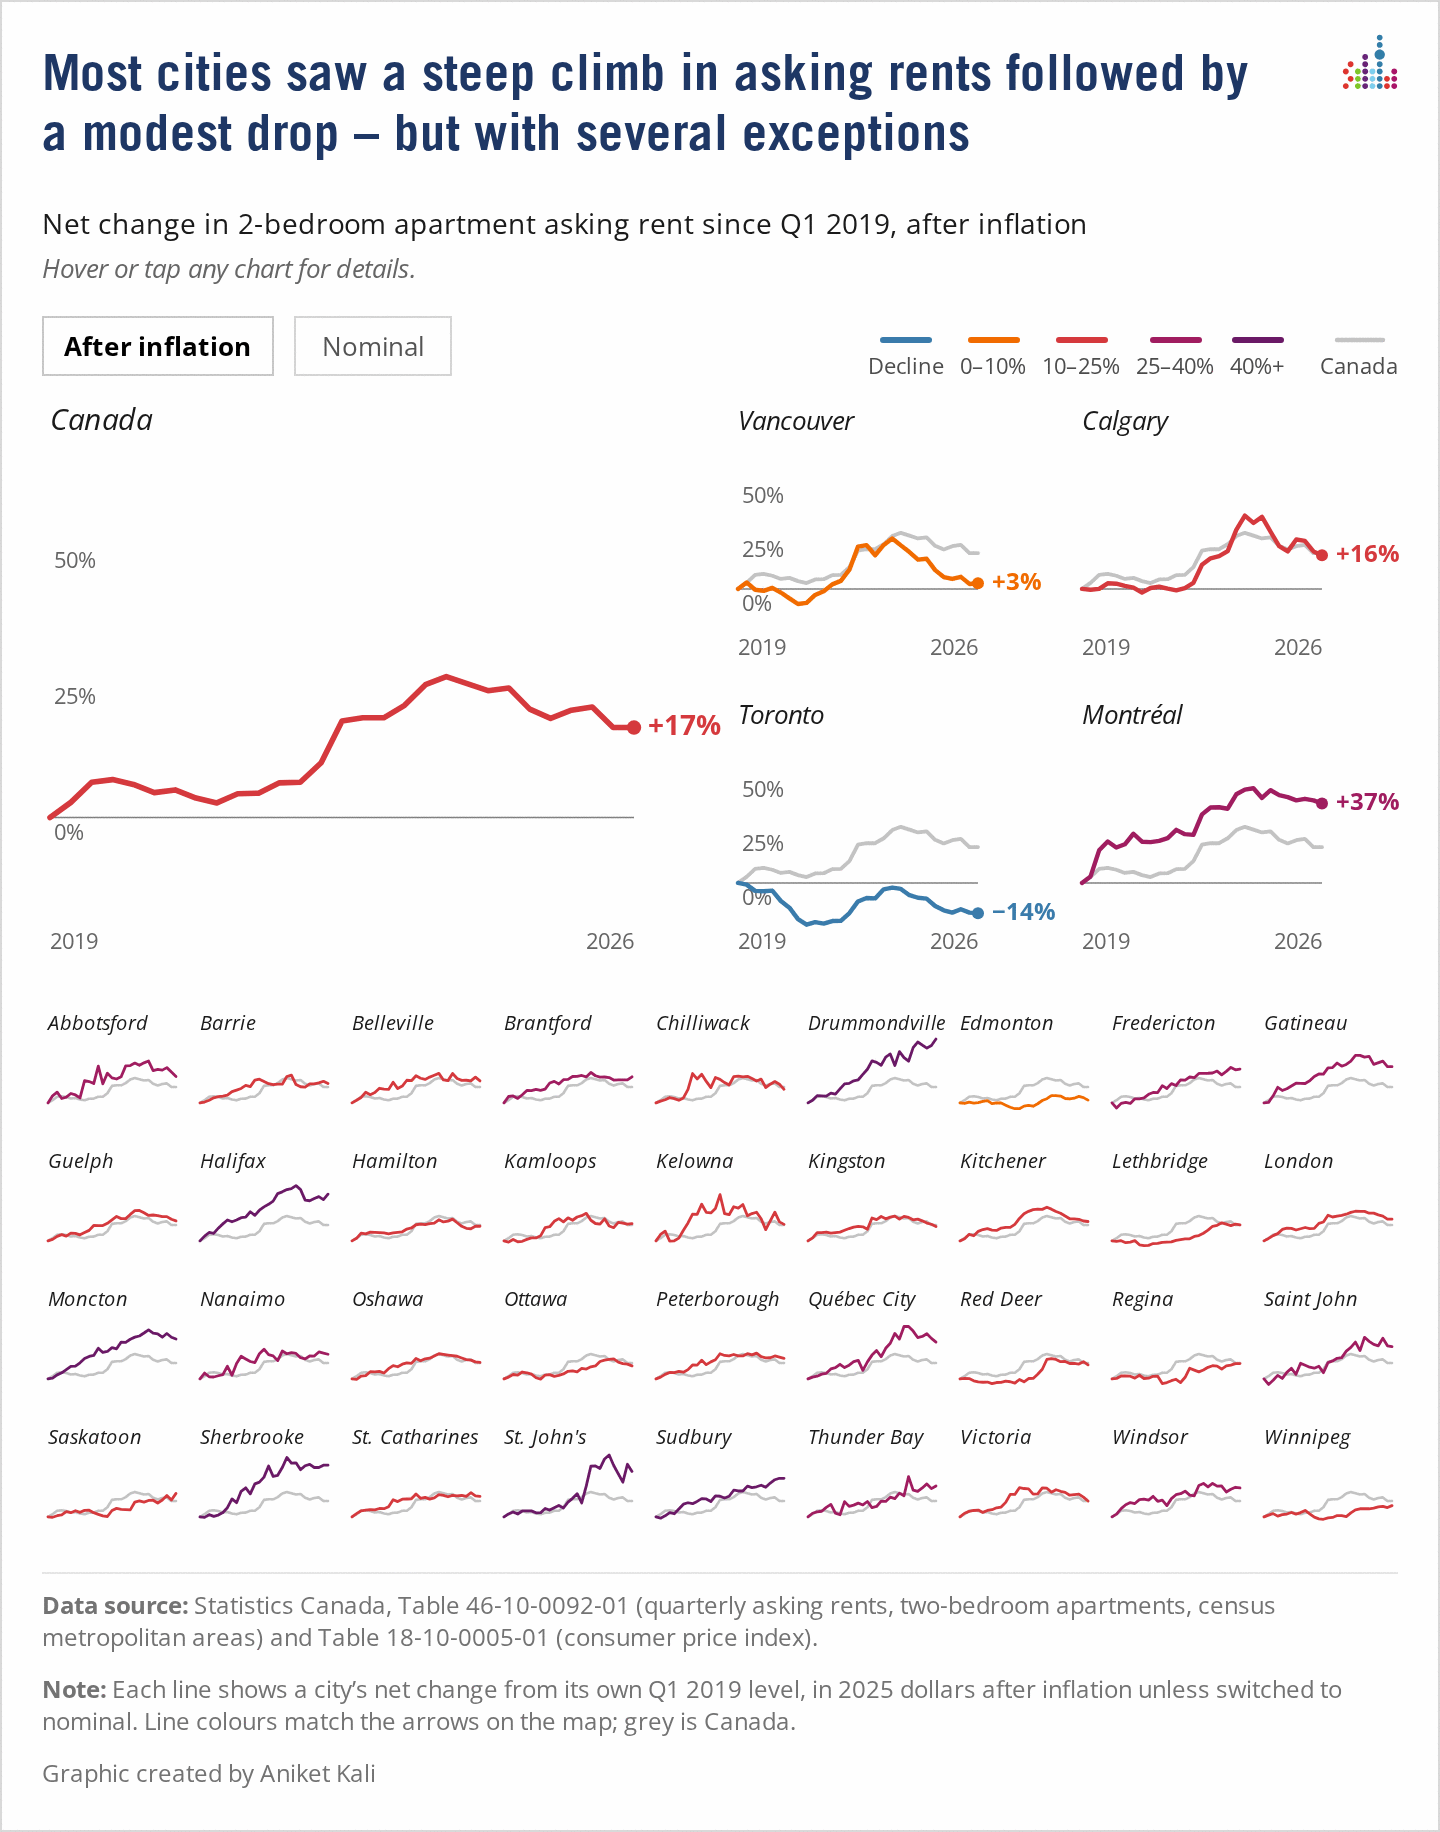 Most cities saw a steep climb in asking rents followed by
a modest drop – but with several exceptions
Net change in 2-bedroom apartment asking rent since Q1 2019, after inflation
Hover or tap any chart for details.
After inflation
Nominal
Decline
0–10%
10–25%
25–40%
40%+
Canada
Canada
50%
25%
0%
+17%
2019
2026
Vancouver
50%
25%
0%
+3%
2019
2026
Calgary
+16%
2019
2026
Toronto
50%
25%
0%
−14%
2019
2026
Montréal
+37%
2019
2026
Abbotsford
Barrie
Belleville
Brantford
Chilliwack
Drummondville
Edmonton
Fredericton
Gatineau
Guelph
Halifax
Hamilton
Kamloops
Kelowna
Kingston
Kitchener
Lethbridge
London
Moncton
Nanaimo
Oshawa
Ottawa
Peterborough
Québec City
Red Deer
Regina
Saint John
Saskatoon
Sherbrooke
St. Catharines
St. John's
Sudbury
Thunder Bay
Victoria
Windsor
Winnipeg
Data source: Statistics Canada, Table 46-10-0092-01 (quarterly asking rents, two-bedroom apartments, census
metropolitan areas) and Table 18-10-0005-01 (consumer price index).
Note: Each line shows a city’s net change from its own Q1 2019 level, in 2025 dollars after inflation unless switched to
nominal. Line colours match the arrows on the map; grey is Canada.
Graphic created by Aniket Kali